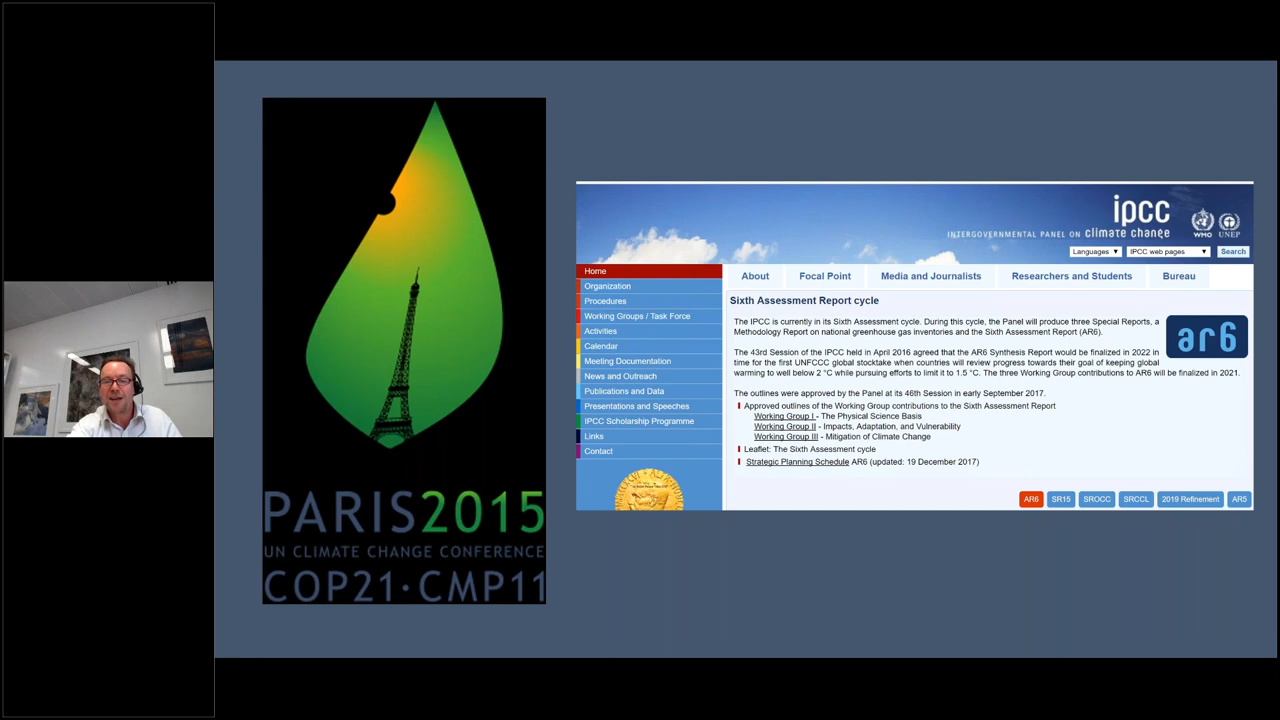 PARIS2015
UN CLIMATE CHANGE CONFERENCE
COP21·CMP11
ipcc
INTERGOVERNMENTAL PANEL ON climate change
WMO UNEP
Languages IPCC web pages Search
Home
Organization
Procedures
Working Groups / Task Force
Activities
Calendar
Meeting Documentation
News and Outreach
Publications and Data
Presentations and Speeches
IPCC Scholarship Programme
Links
Contact
About Focal Point Media and Journalists Researchers and Students Bureau
Sixth Assessment Report cycle
The IPCC is currently in its Sixth Assessment cycle. During this cycle, the Panel will produce three Special Reports, a
Methodology Report on national greenhouse gas inventories and the Sixth Assessment Report (AR6).
ar6
The 43rd Session of the IPCC held in April 2016 agreed that the AR6 Synthesis Report would be finalized in 2022 in
time for the first UNFCCC global stocktake when countries will review progress towards their goal of keeping global
warming to well below 2 °C while pursuing efforts to limit it to 1.5 °C. The three Working Group contributions to AR6 will be finalized in 2021.
The outlines were approved by the Panel at its 46th Session in early September 2017.
Approved outlines of the Working Group contributions to the Sixth Assessment Report
Working Group I - The Physical Science Basis
Working Group II - Impacts, Adaptation, and Vulnerability
Working Group III - Mitigation of Climate Change
Leaflet: The Sixth Assessment cycle
Strategic Planning Schedule AR6 (updated: 19 December 2017)
AR6 SR15 SROCC SRCCL 2019 Refinement AR5